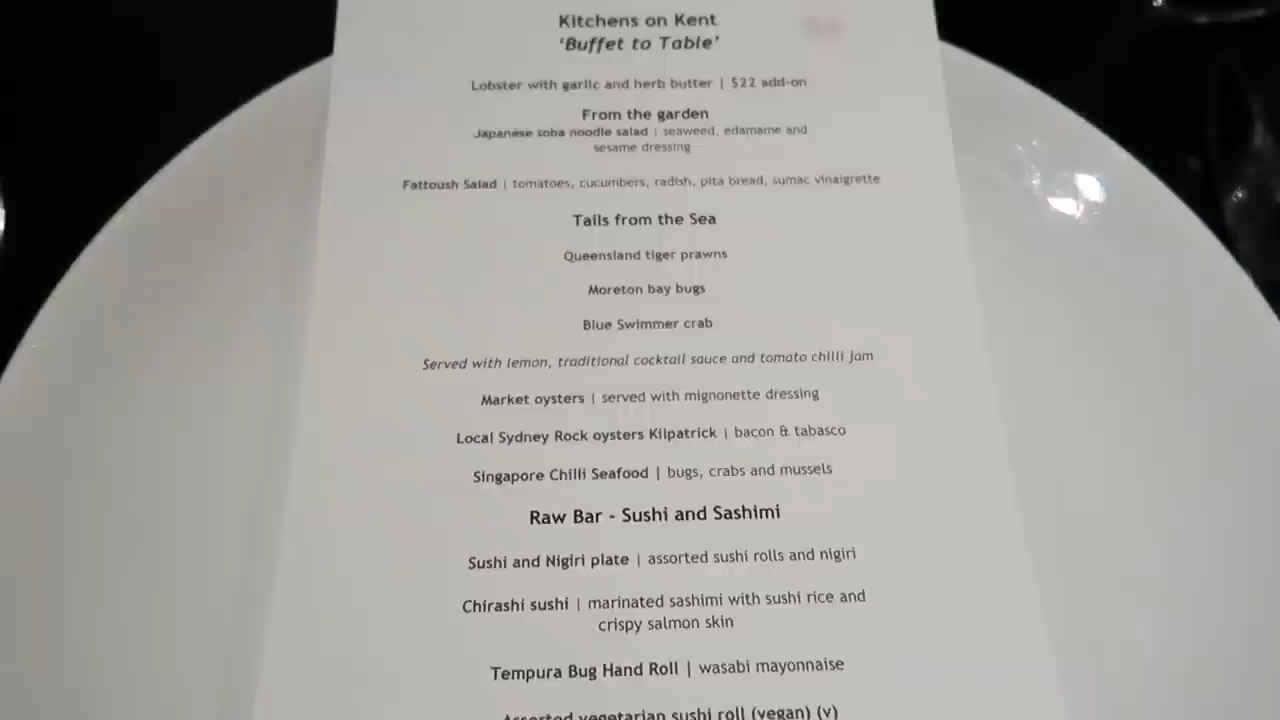 Kitchens on Kent
‘Buffet to Table’
Lobster with garlic and herb butter | $22 add-on
From the garden
Japanese soba noodle salad | seaweed, edamame and
sesame dressing
Fattoush Salad | tomatoes, cucumbers, radish, pita bread, sumac vinaigrette
Tails from the Sea
Queensland tiger prawns
Moreton bay bugs
Blue Swimmer crab
Served with lemon, traditional cocktail sauce and tomato chilli jam
Market oysters | served with mignonette dressing
Local Sydney Rock oysters Kilpatrick | bacon & tabasco
Singapore Chilli Seafood | bugs, crabs and mussels
Raw Bar - Sushi and Sashimi
Sushi and Nigiri plate | assorted sushi rolls and nigiri
Chirashi sushi | marinated sashimi with sushi rice and
crispy salmon skin
Tempura Bug Hand Roll | wasabi mayonnaise
Assorted vegetarian sushi roll (vegan) (v)